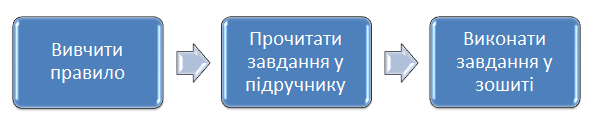 Вивчити
правило
Прочитати
завдання у
підручнику
Виконати
завдання у
зошиті